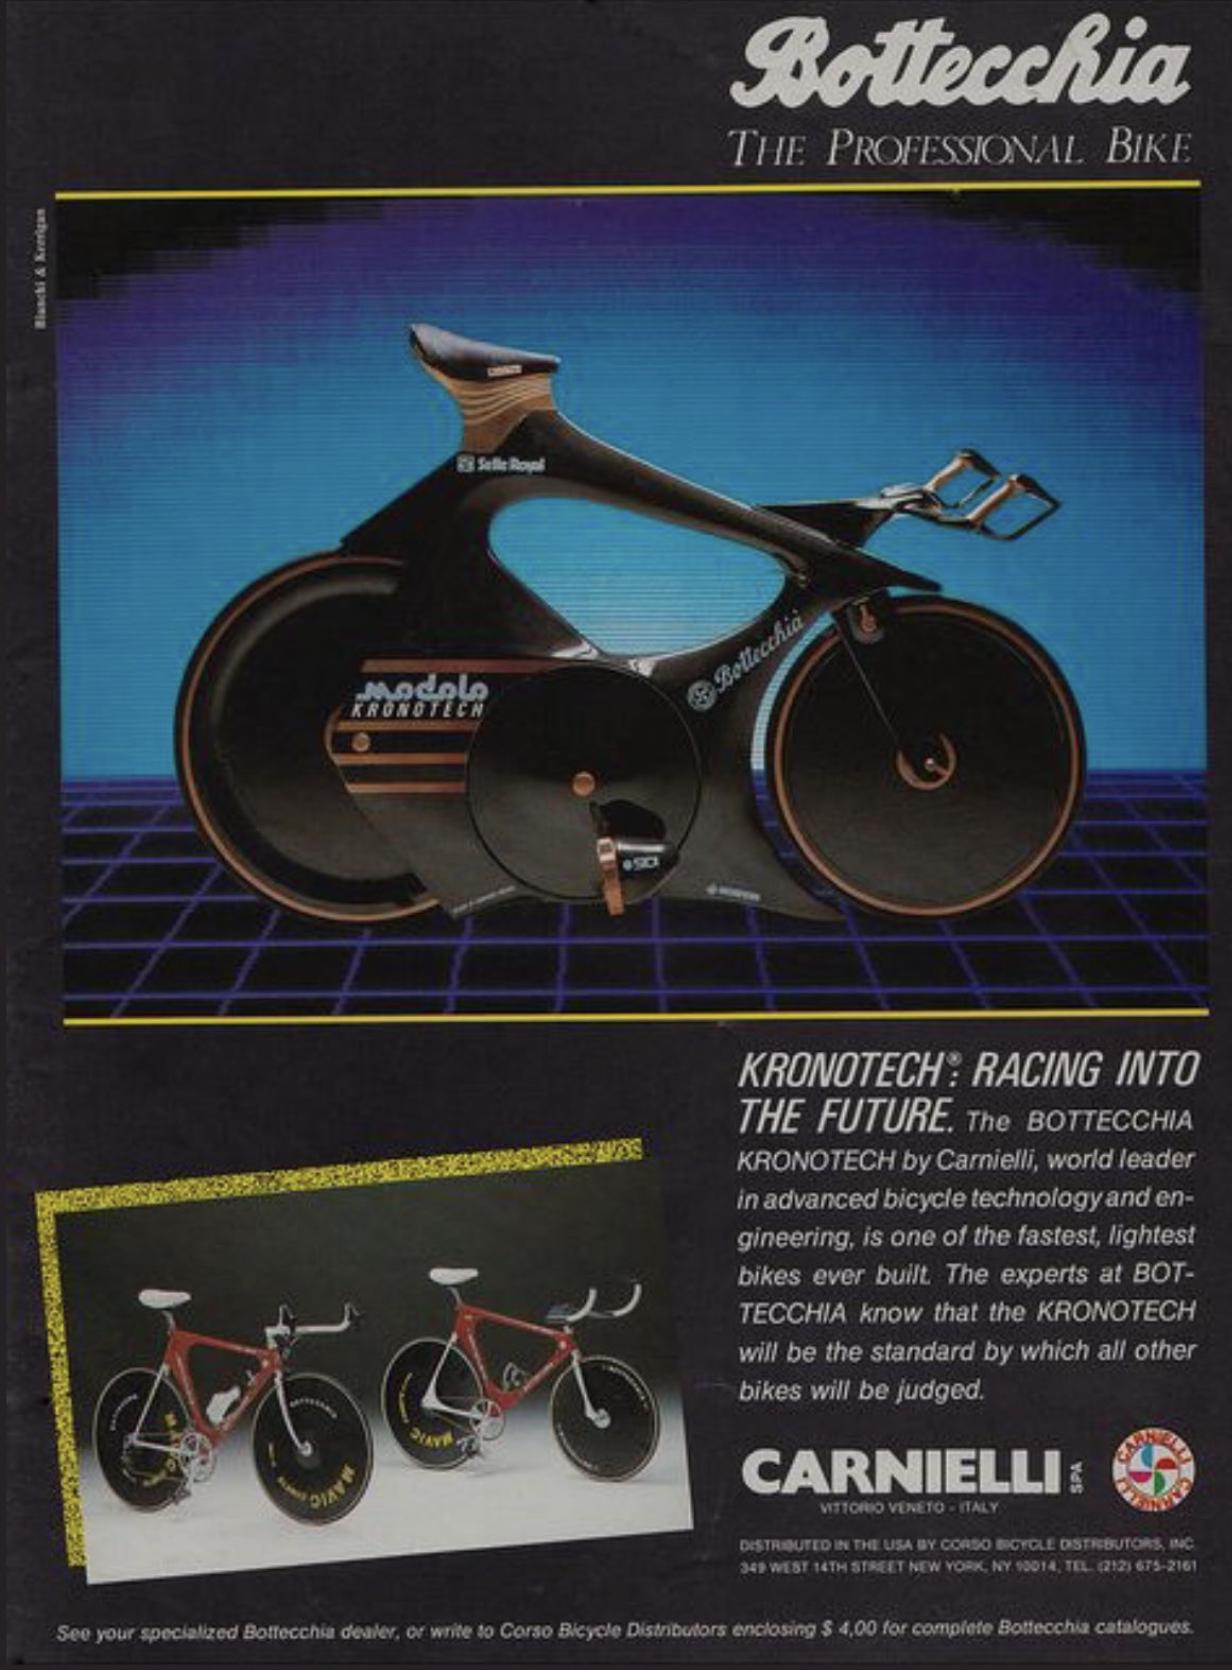 Bottecchia
THE PROFESSIONAL BIKE
Bianchi & Kerrigan
Selle Royal
modolo
KRONOTECH
Bottecchia
SIDI
KRONOTECH®: RACING INTO
THE FUTURE. The BOTTECCHIA
KRONOTECH by Carnielli, world leader
in advanced bicycle technology and en-
gineering, is one of the fastest, lightest
bikes ever built. The experts at BOT-
TECCHIA know that the KRONOTECH
will be the standard by which all other
bikes will be judged.
MAVIC
MAVIC
CARNIELLI SPA
VITTORIO VENETO - ITALY
CARNIELLI
CARNIELLI
DISTRIBUTED IN THE USA BY CORSO BICYCLE DISTRIBUTORS, INC.
349 WEST 14TH STREET NEW YORK, NY 10014, TEL. (212) 675-2161
See your specialized Bottecchia dealer, or write to Corso Bicycle Distributors enclosing $ 4,00 for complete Bottecchia catalogues.